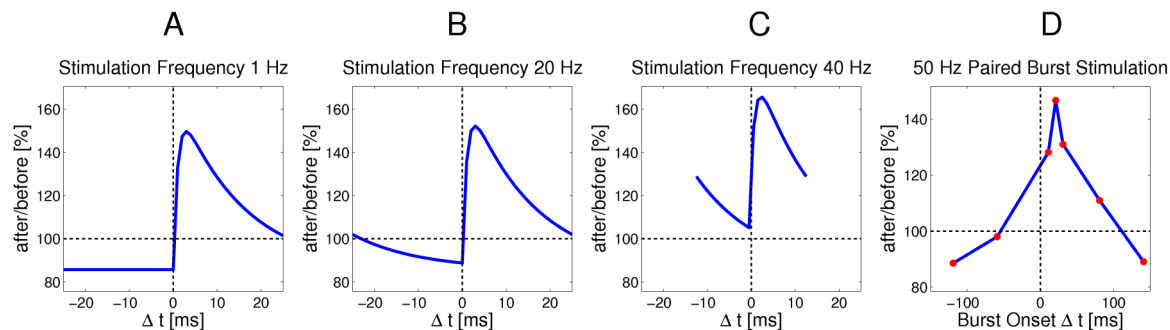 A
Stimulation Frequency 1 Hz
after/before [%]
160
140
120
100
80
−20 −10 0 10 20
Δ t [ms]
B
Stimulation Frequency 20 Hz
after/before [%]
160
140
120
100
80
−20 −10 0 10 20
Δ t [ms]
C
Stimulation Frequency 40 Hz
after/before [%]
160
140
120
100
80
−20 −10 0 10 20
Δ t [ms]
D
50 Hz Paired Burst Stimulation
after/before [%]
140
120
100
80
−100 0 100
Burst Onset Δ t [ms]